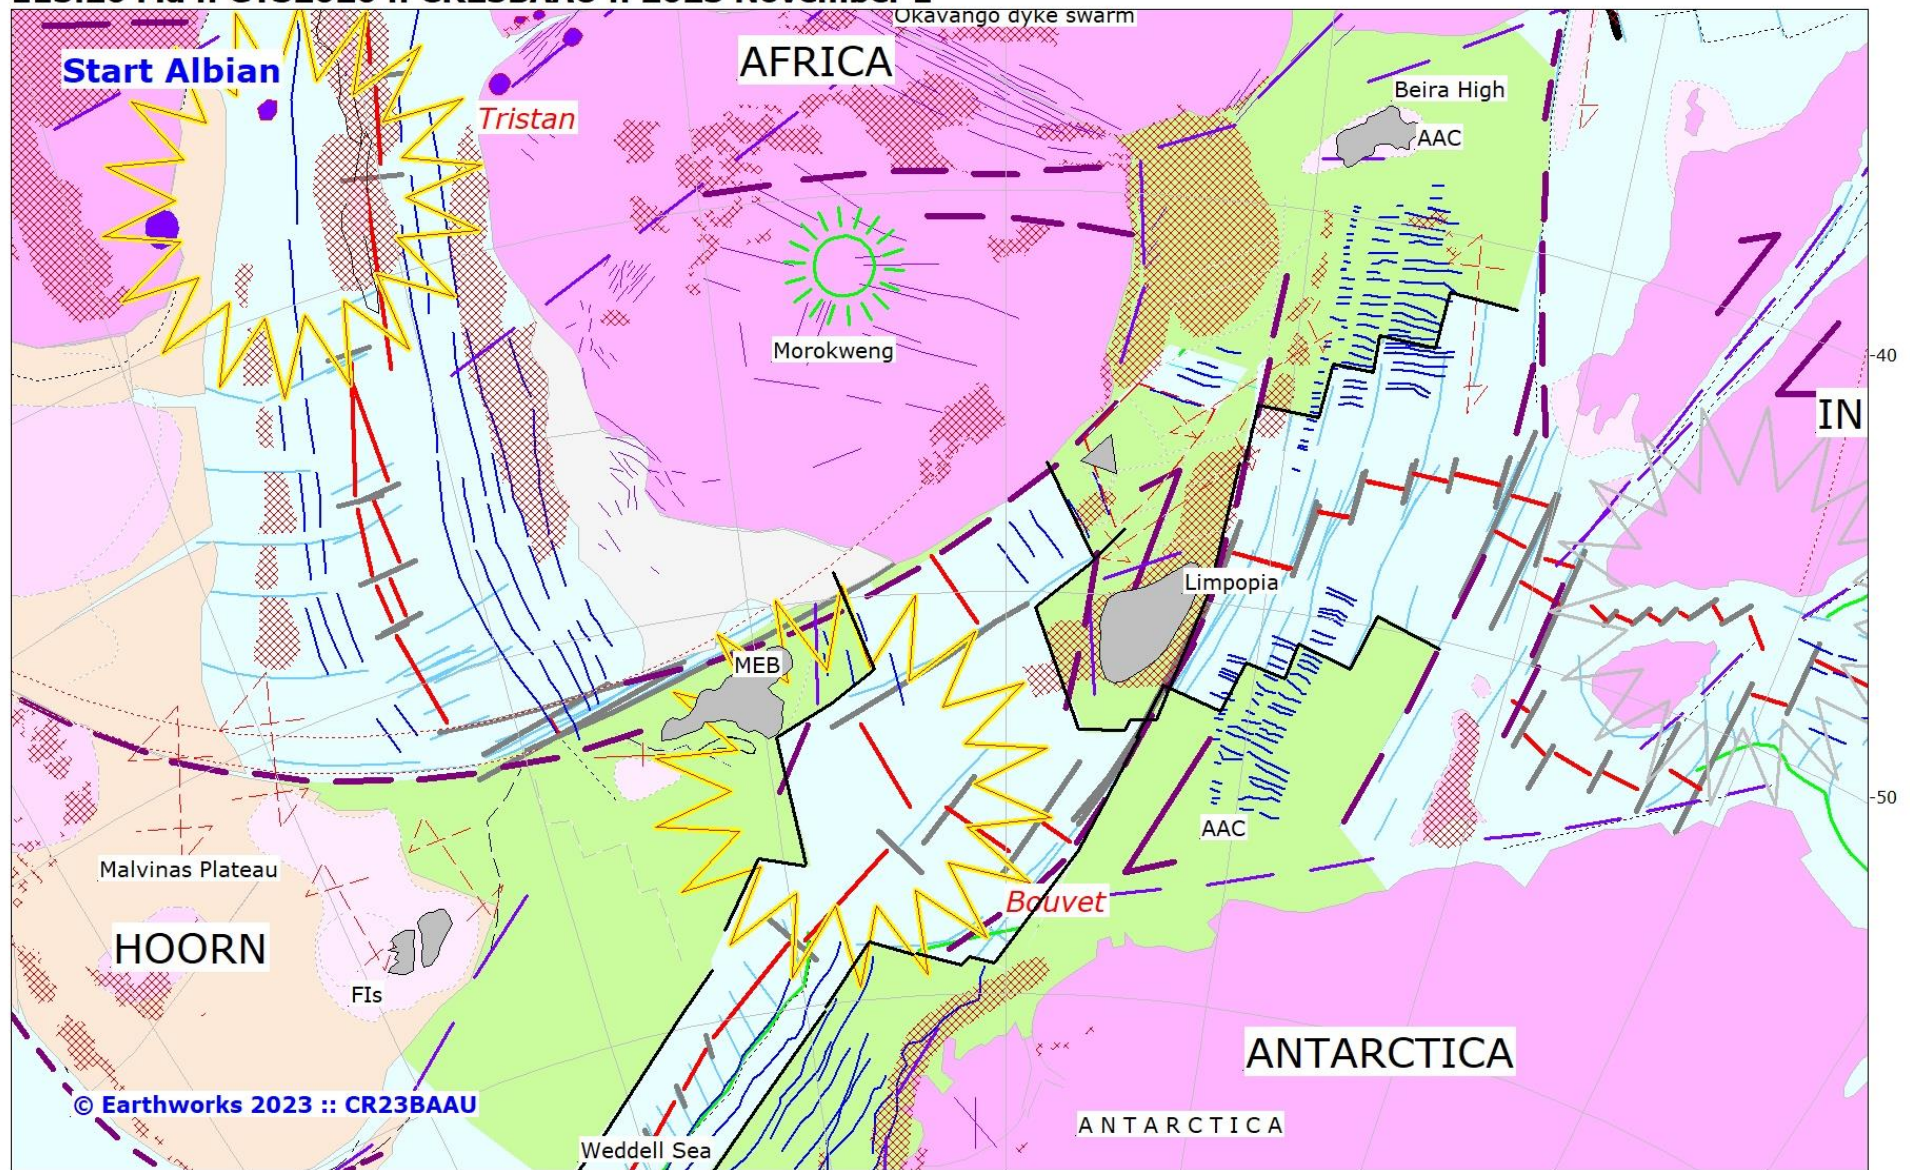 Okavango dyke swarm
Start Albian
AFRICA
Beira High
Tristan
AAC
Morokweng
-40
IN
Limpopia
MEB
-50
AAC
Malvinas Plateau
Bouvet
HOORN
FIs
ANTARCTICA
© Earthworks 2023 :: CR23BAAU
ANTARCTICA
Weddell Sea